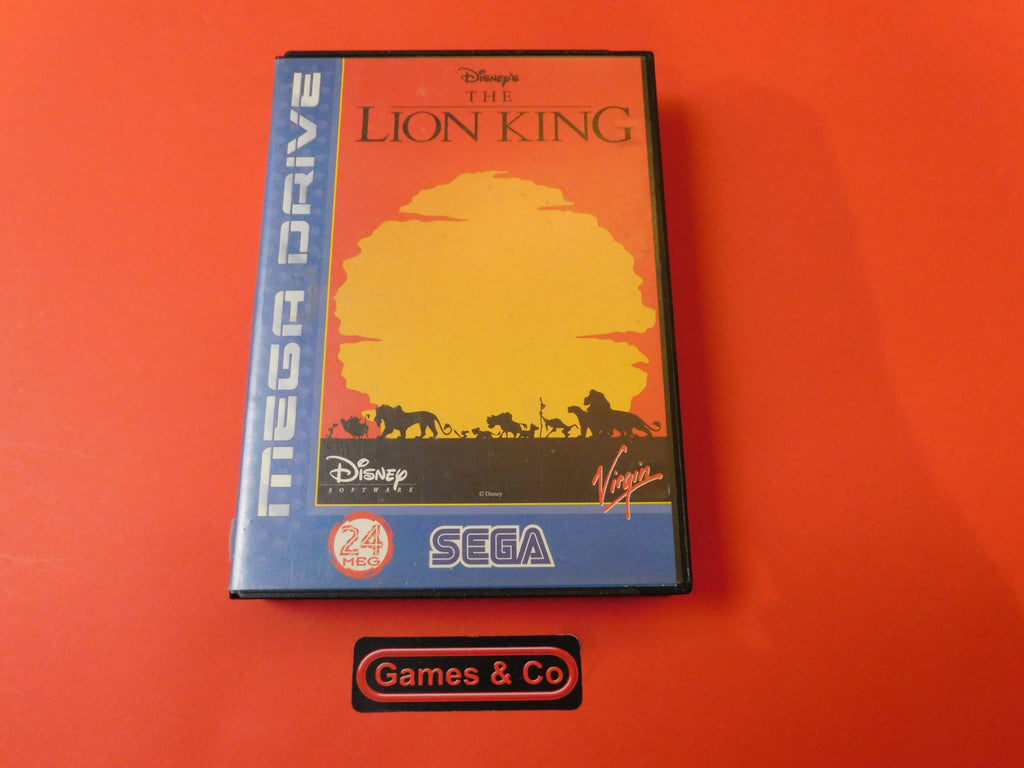 MEGA DRIVE
Disney's
THE
LION KING
DISNEY
SOFTWARE
© Disney
Virgin
24
MEG
SEGA
Games & Co